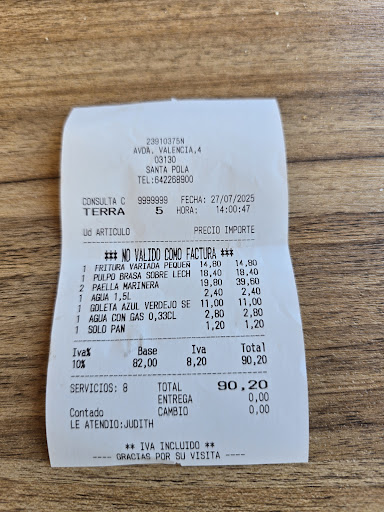 23910375N
AVDA. VALENCIA,4
03130
SANTA POLA
TEL:642268900
CONSULTA C 9999999 FECHA: 27/07/2025
TERRA 5 HORA: 14:00:47
Ud ARTICULO PRECIO IMPORTE
### NO VALIDO COMO FACTURA ###
1 FRITURA VARIADA PEQUEÑ 14,80 14,80
1 PULPO BRASA SOBRE LECH 18,40 18,40
2 PAELLA MARINERA 19,80 39,60
1 AGUA 1,5L 2,40 2,40
1 GOLETA AZUL VERDEJO SE 11,00 11,00
1 AGUA CON GAS 0,33CL 2,80 2,80
1 SOLO PAN 1,20 1,20
Iva% Base Iva Total
10% 82,00 8,20 90,20
SERVICIOS: 8 TOTAL 90,20
ENTREGA 0,00
Contado CAMBIO 0,00
LE ATENDIO:JUDITH
** IVA INCLUIDO **
---- GRACIAS POR SU VISITA ----